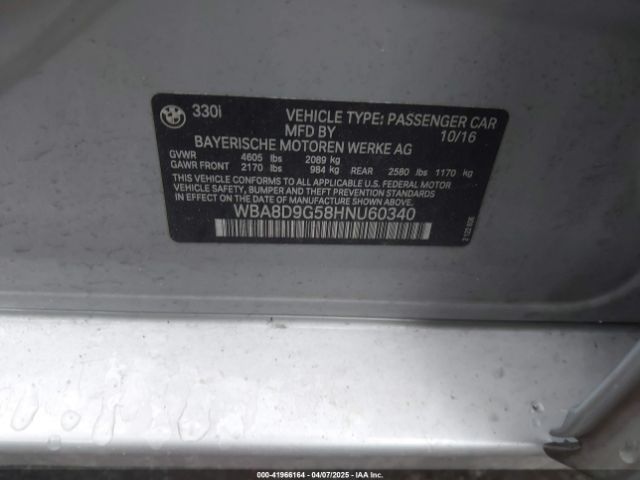 330i VEHICLE TYPE: PASSENGER CAR
MFD BY 10/16
BAYERISCHE MOTOREN WERKE AG
GVWR 4605 lbs 2089 kg
GAWR FRONT 2170 lbs 984 kg REAR 2580 lbs 1170 kg
THIS VEHICLE CONFORMS TO ALL APPLICABLE U.S. FEDERAL MOTOR
VEHICLE SAFETY, BUMPER, AND THEFT PREVENTION STANDARDS
IN EFFECT ON THE DATE OF MANUFACTURE SHOWN ABOVE.
WBA8D9G58HNU60340
000-41966164 | 04/07/2025 - IAA Inc.